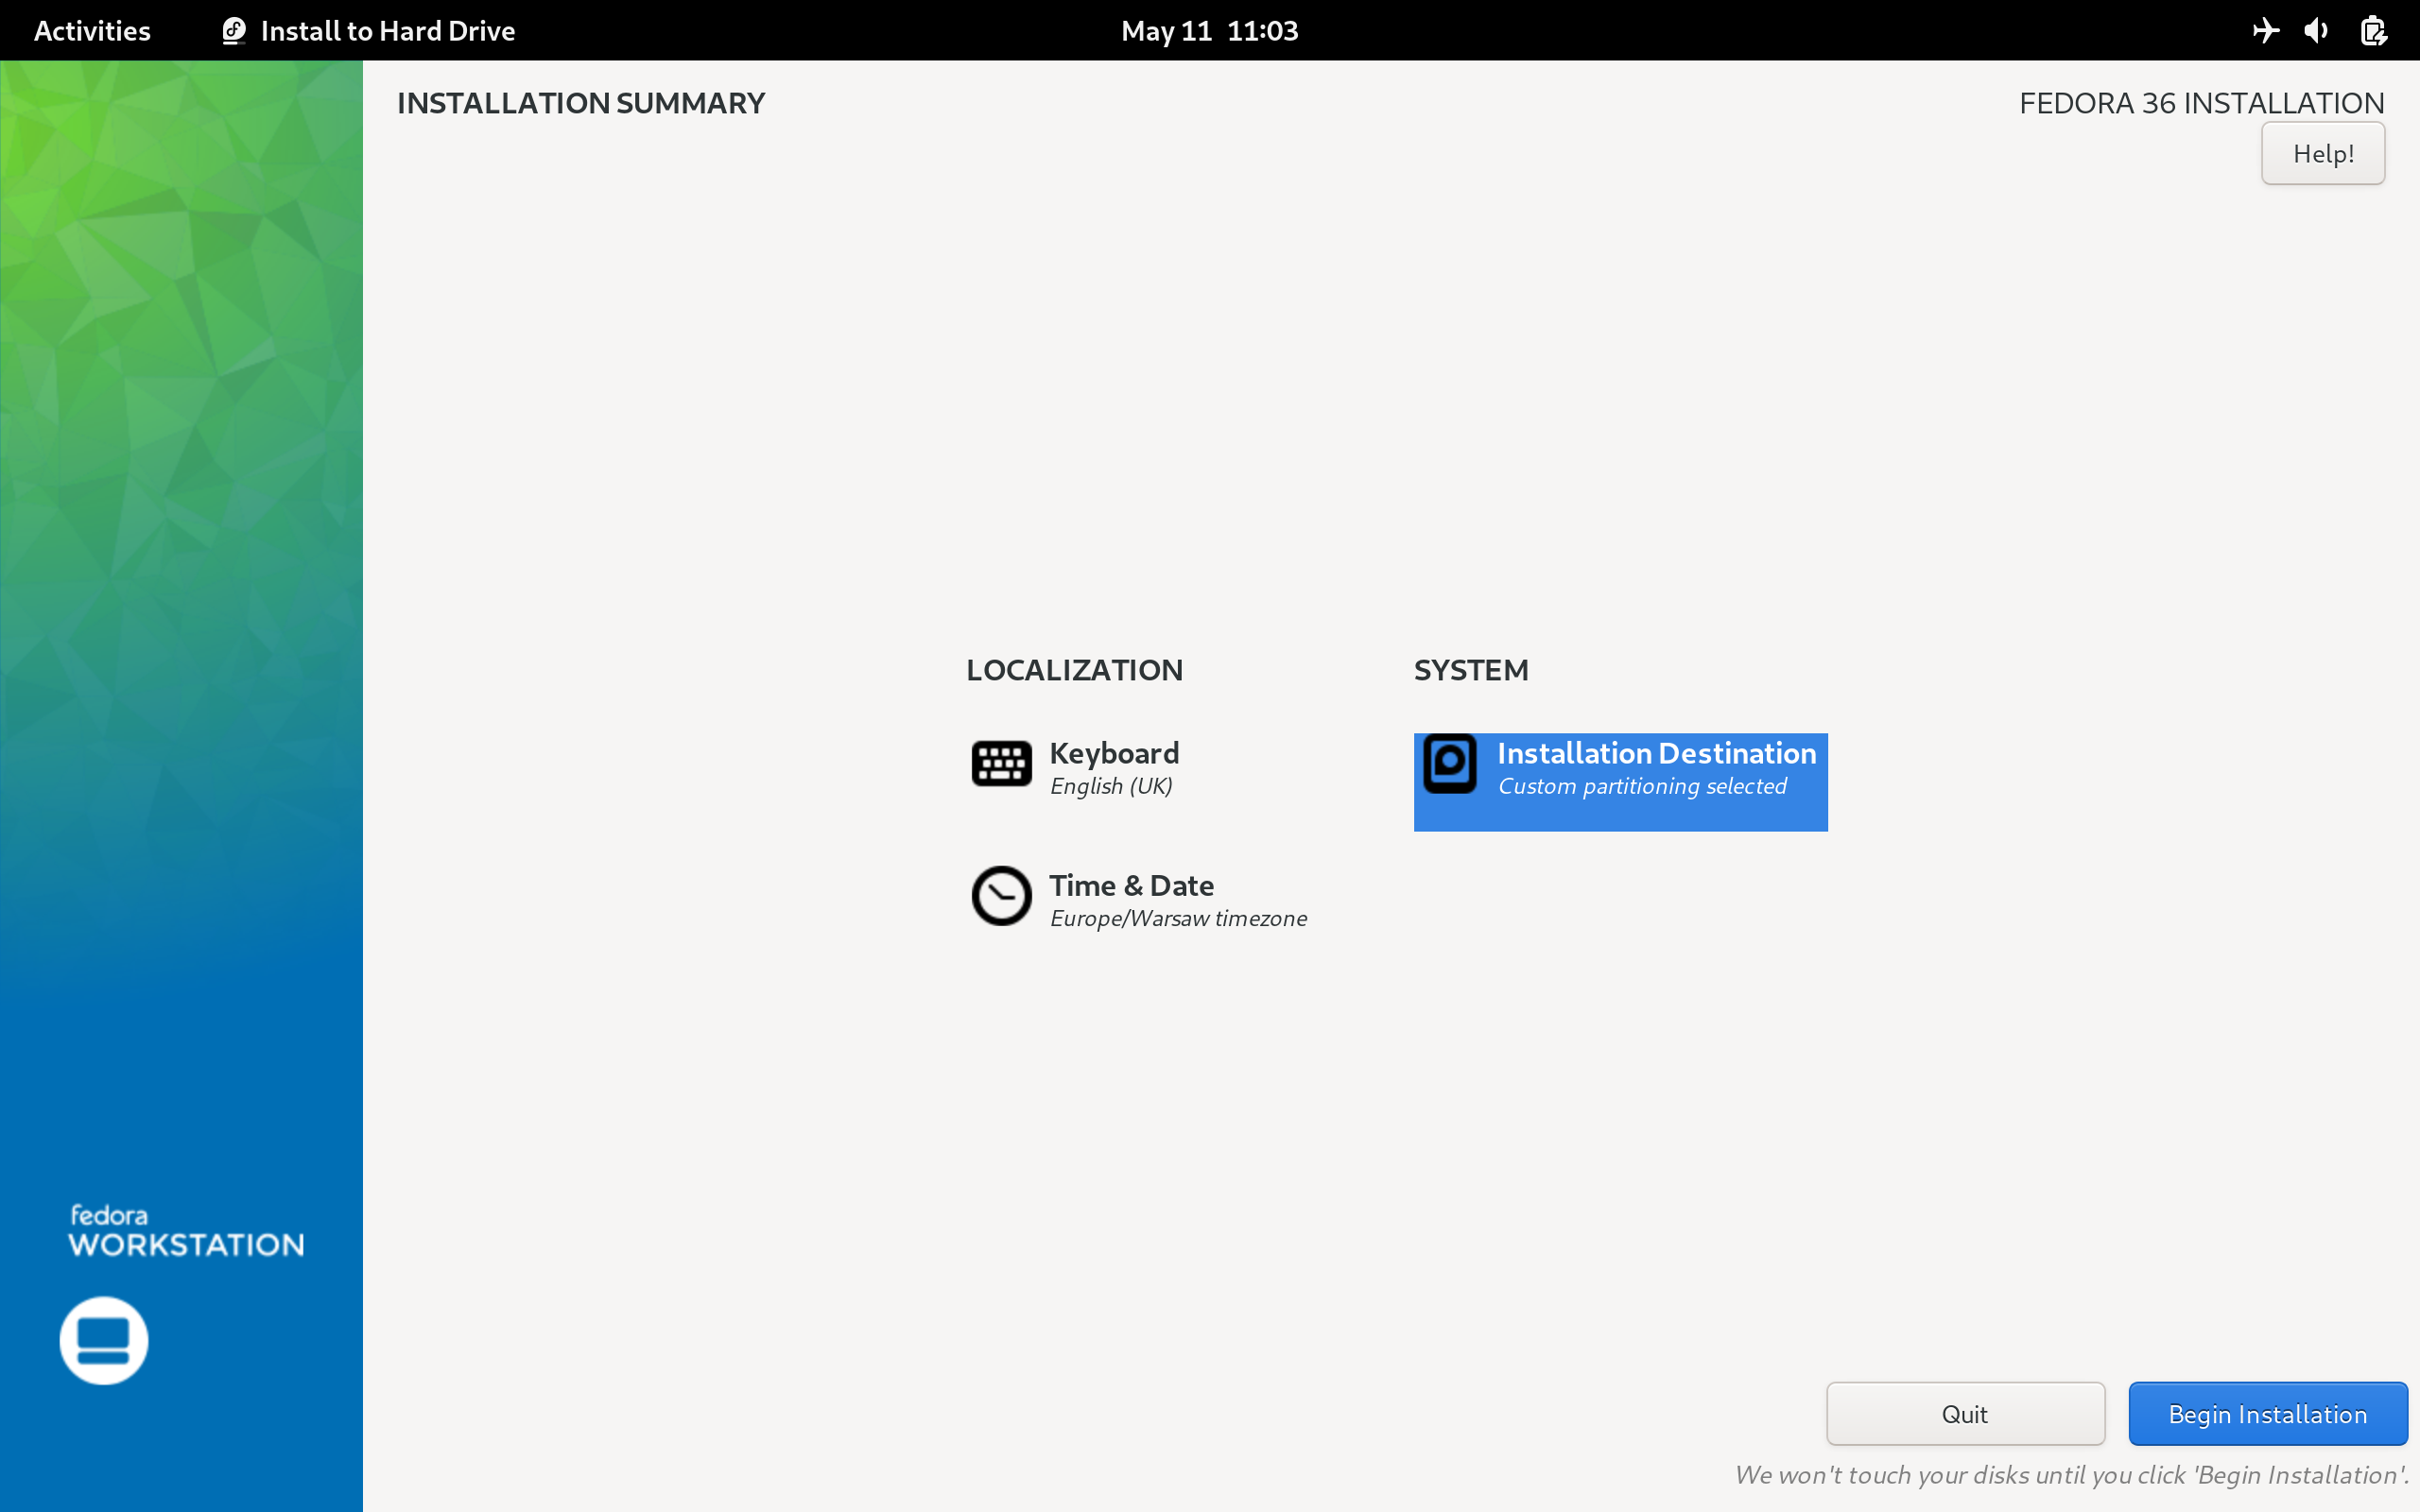 Activities
Install to Hard Drive
May 11 11:03
INSTALLATION SUMMARY
FEDORA 36 INSTALLATION
Help!
LOCALIZATION
SYSTEM
Keyboard
English (UK)
Installation Destination
Custom partitioning selected
Time & Date
Europe/Warsaw timezone
fedora
WORKSTATION
Quit
Begin Installation
We won't touch your disks until you click 'Begin Installation'.